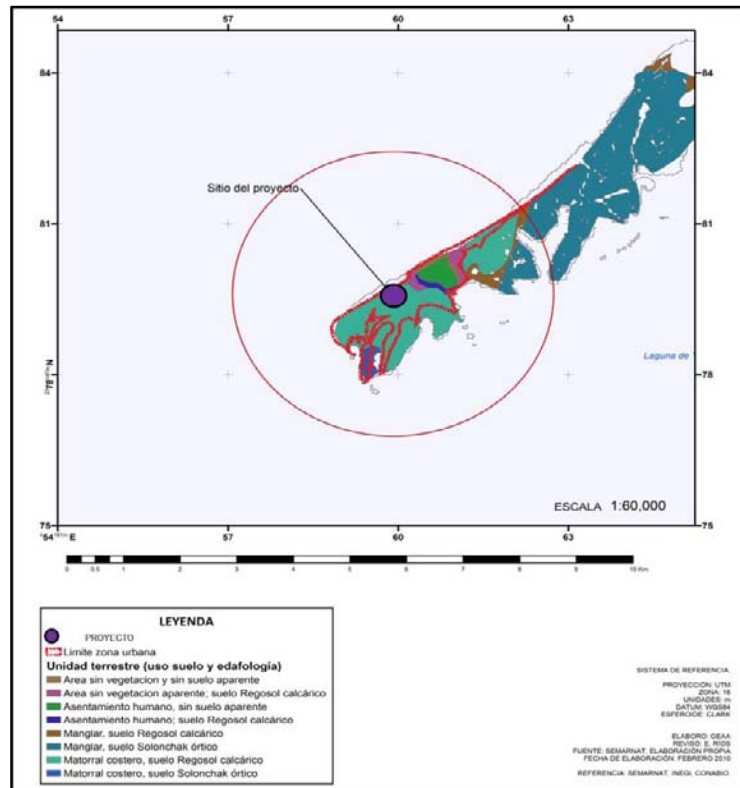 54 57 60 63
84 84
Sitio del proyecto
81 81
78 78
Laguna de
ESCALA 1:60,000
75 75
54 57 60 63
0 0.5 1 2 3 4 5 6 7 8 9 10 Km
LEYENDA
PROYECTO
Limite zona urbana
Unidad terrestre (uso suelo y edafología)
Area sin vegetacion y sin suelo aparente
Area sin vegetacion aparente; suelo Regosol calcárico
Asentamiento humano, sin suelo aparente
Asentamiento humano; suelo Regosol calcárico
Manglar, suelo Regosol calcárico
Manglar, suelo Solonchak órtico
Matorral costero, suelo Regosol calcárico
Matorral costero, suelo Solonchak órtico
SISTEMA DE REFERENCIA.
PROYECCIÓN: UTM
ZONA: 16
UNIDADES: m
DATUM: WGS84
ESFEROIDE: CLARK
ELABORO: GEAA
REVISO: E. RIOS
FUENTE: SEMARNAT. ELABORACIÓN PROPIA
FECHA DE ELABORACIÓN: FEBRERO 2010
REFERENCIA: SEMARNAT, INEGI, CONABIO.